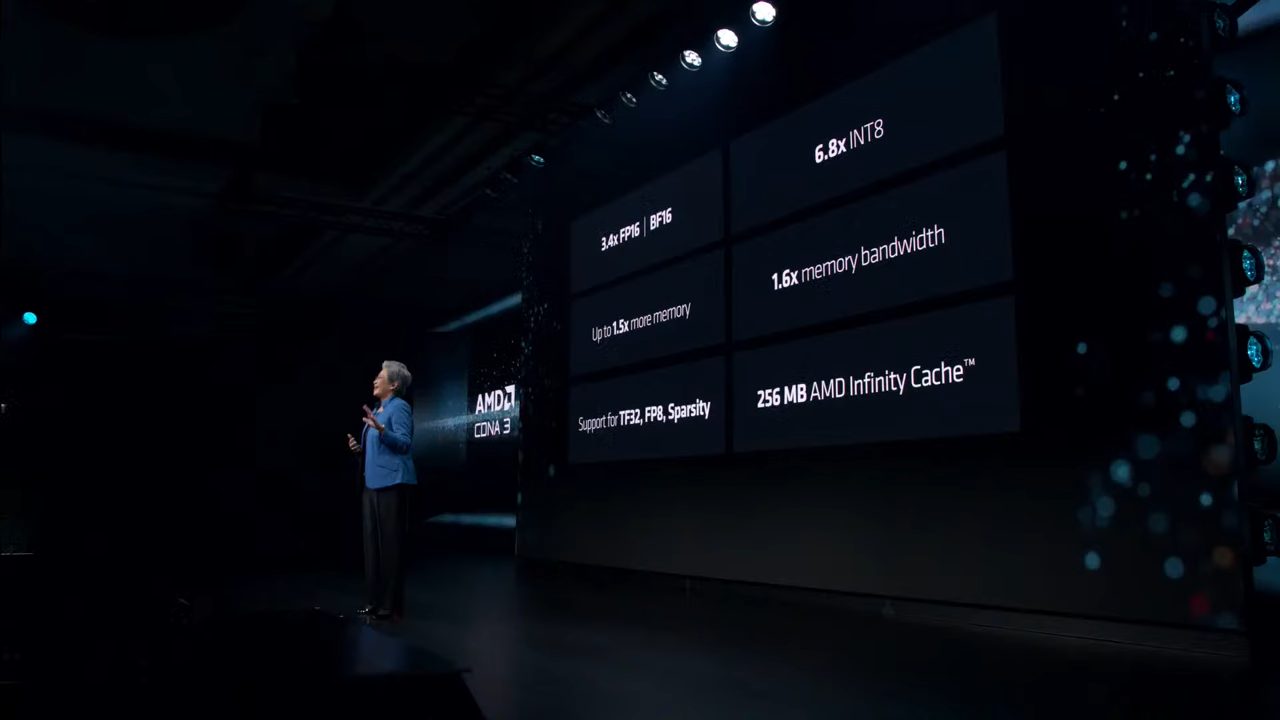 AMD
CDNA 3
3.4x FP16 | BF16
6.8x INT8
Up to 1.5x more memory
1.6x memory bandwidth
Support for TF32, FP8, Sparsity
256 MB AMD Infinity Cache™